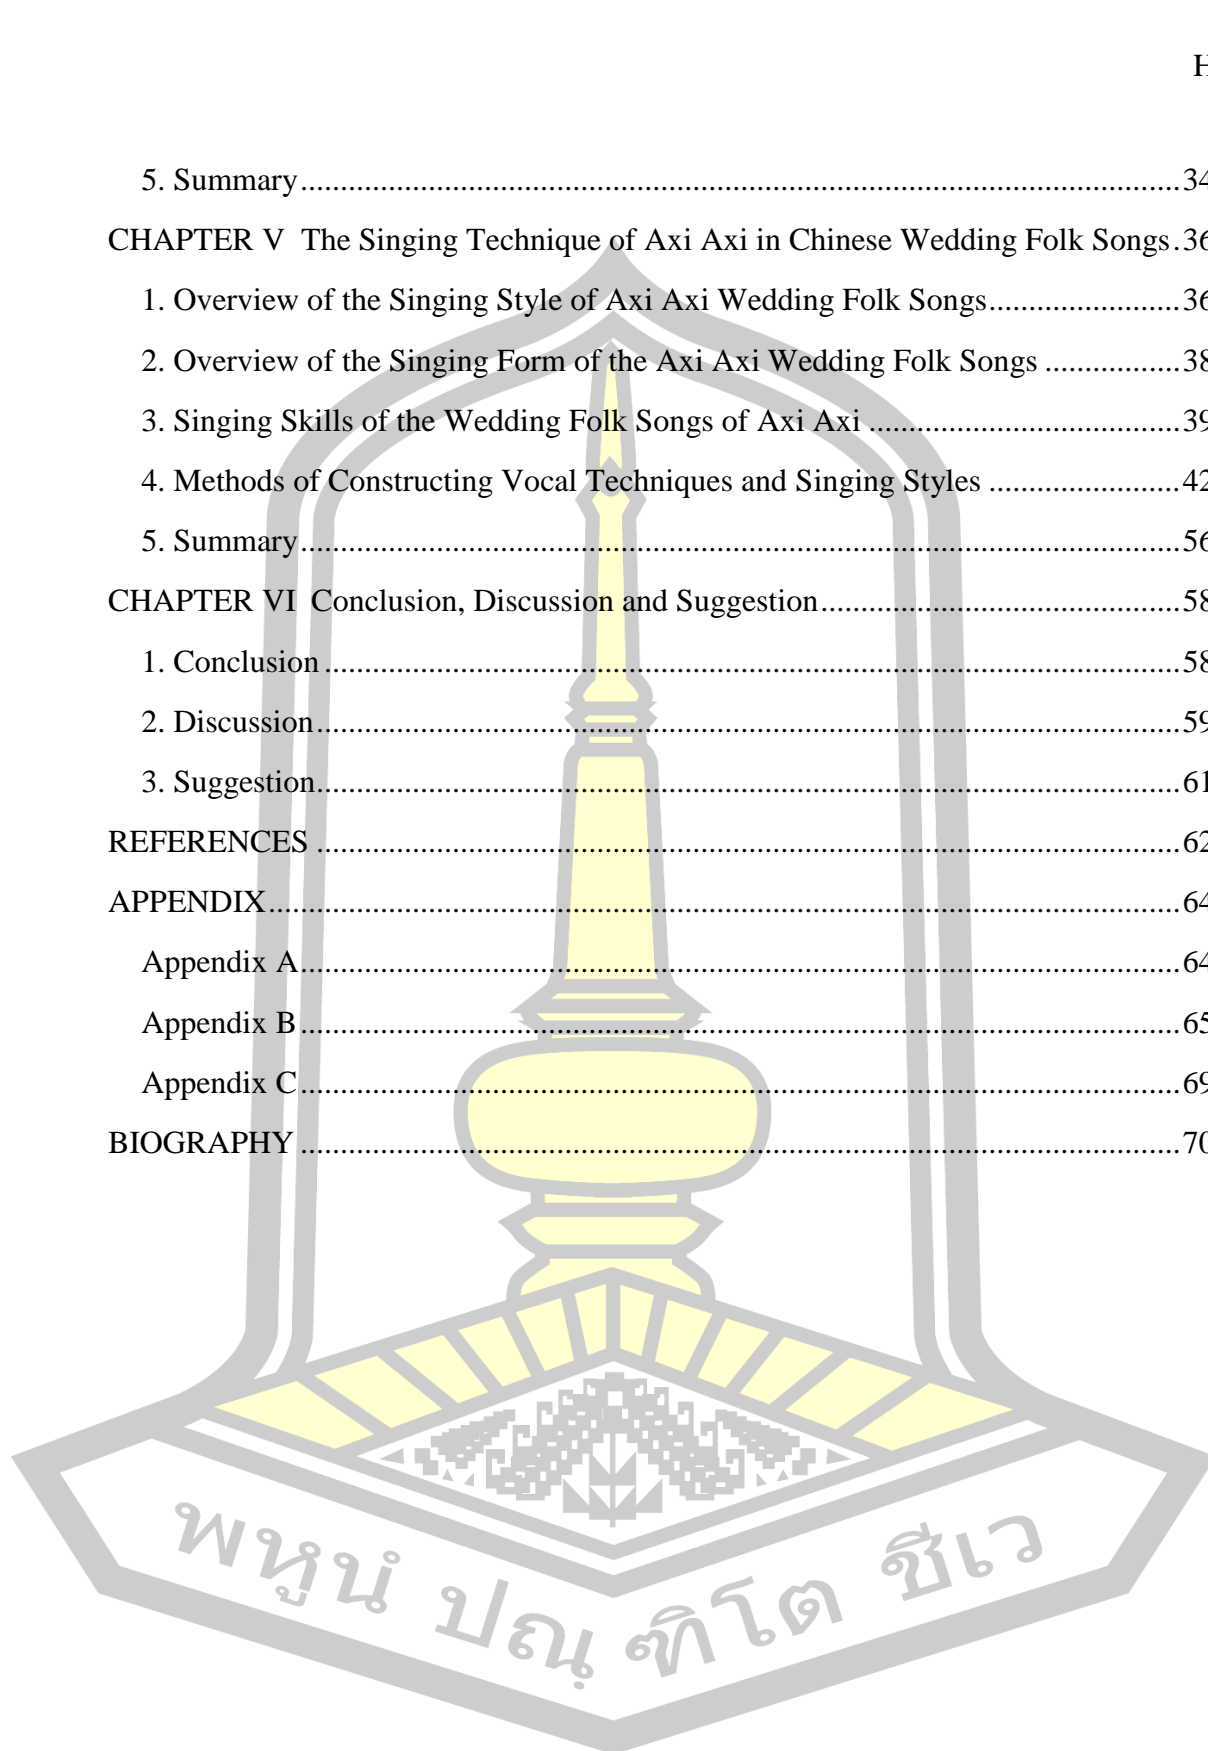 H
5. Summary...34
CHAPTER V The Singing Technique of Axi Axi in Chinese Wedding Folk Songs.36
1. Overview of the Singing Style of Axi Axi Wedding Folk Songs...36
2. Overview of the Singing Form of the Axi Axi Wedding Folk Songs ...38
3. Singing Skills of the Wedding Folk Songs of Axi Axi ...39
4. Methods of Constructing Vocal Techniques and Singing Styles ...42
5. Summary...56
CHAPTER VI Conclusion, Discussion and Suggestion...58
1. Conclusion ...58
2. Discussion...59
3. Suggestion...61
REFERENCES ...62
APPENDIX...64
Appendix A...64
Appendix B...65
Appendix C...69
BIOGRAPHY ...70
พหูนํ ปณฺฑิโต ชีเว